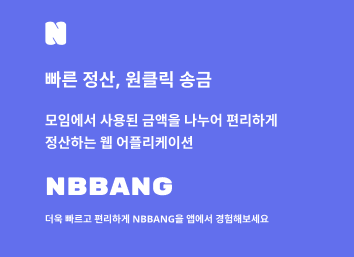 N
빠른 정산, 원클릭 송금
모임에서 사용된 금액을 나누어 편리하게
정산하는 웹 어플리케이션
NBBANG
더욱 빠르고 편리하게 NBBANG을 앱에서 경험해보세요